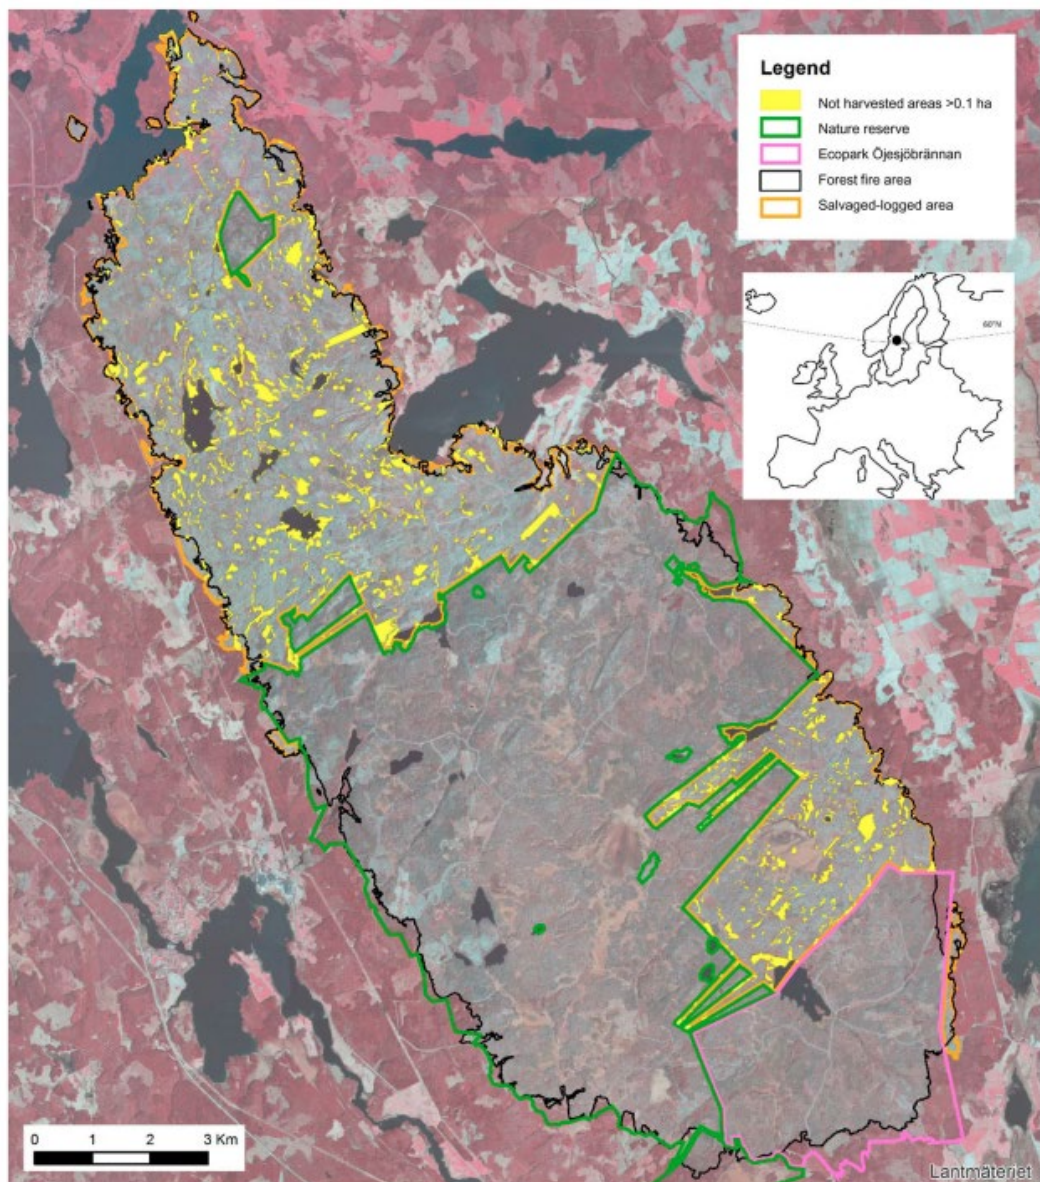 Legend
Not harvested areas >0.1 ha
Nature reserve
Ecopark Öjesjöbrännan
Forest fire area
Salvaged-logged area
60°N
0 1 2 3 Km
Lantmäteriet